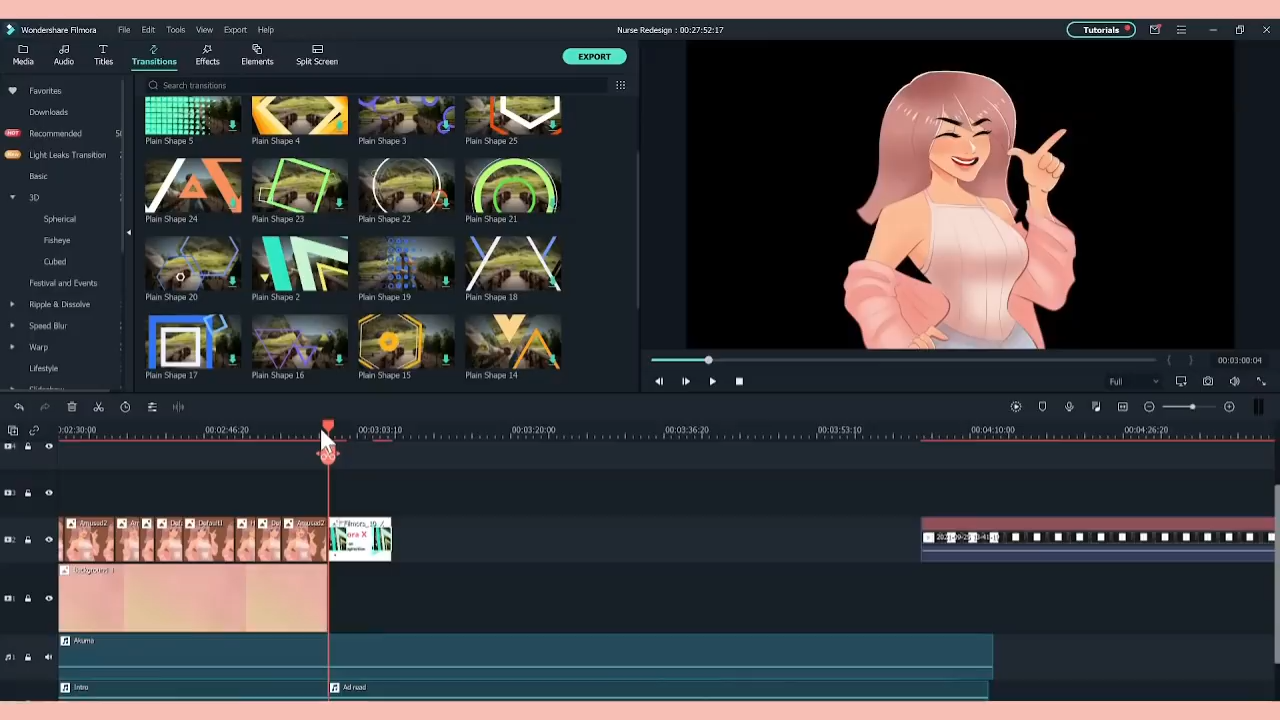 Wondershare Filmora File Edit Tools View Export Help Nurse Redesign : 00:27:52:17 Tutorials
Media Audio Titles Transitions Effects Elements Split Screen EXPORT
Search transitions
Favorites
Downloads
Recommended
Light Leaks Transition
Basic
3D
Spherical
Fisheye
Cubed
Festival and Events
Ripple & Dissolve
Speed Blur
Warp
Lifestyle
Plain Shape 5 Plain Shape 4 Plain Shape 3 Plain Shape 25
Plain Shape 24 Plain Shape 23 Plain Shape 22 Plain Shape 21
Plain Shape 20 Plain Shape 2 Plain Shape 19 Plain Shape 18
Plain Shape 17 Plain Shape 16 Plain Shape 15 Plain Shape 14
00:03:00:04
Full
:02:30:00 00:02:46:20 00:03:03:10 00:03:20:00 00:03:36:20 00:03:53:10 00:04:10:00 00:04:26:20
Amused2 Default1 Amused2
ora X
Akuma
Intro Ad read